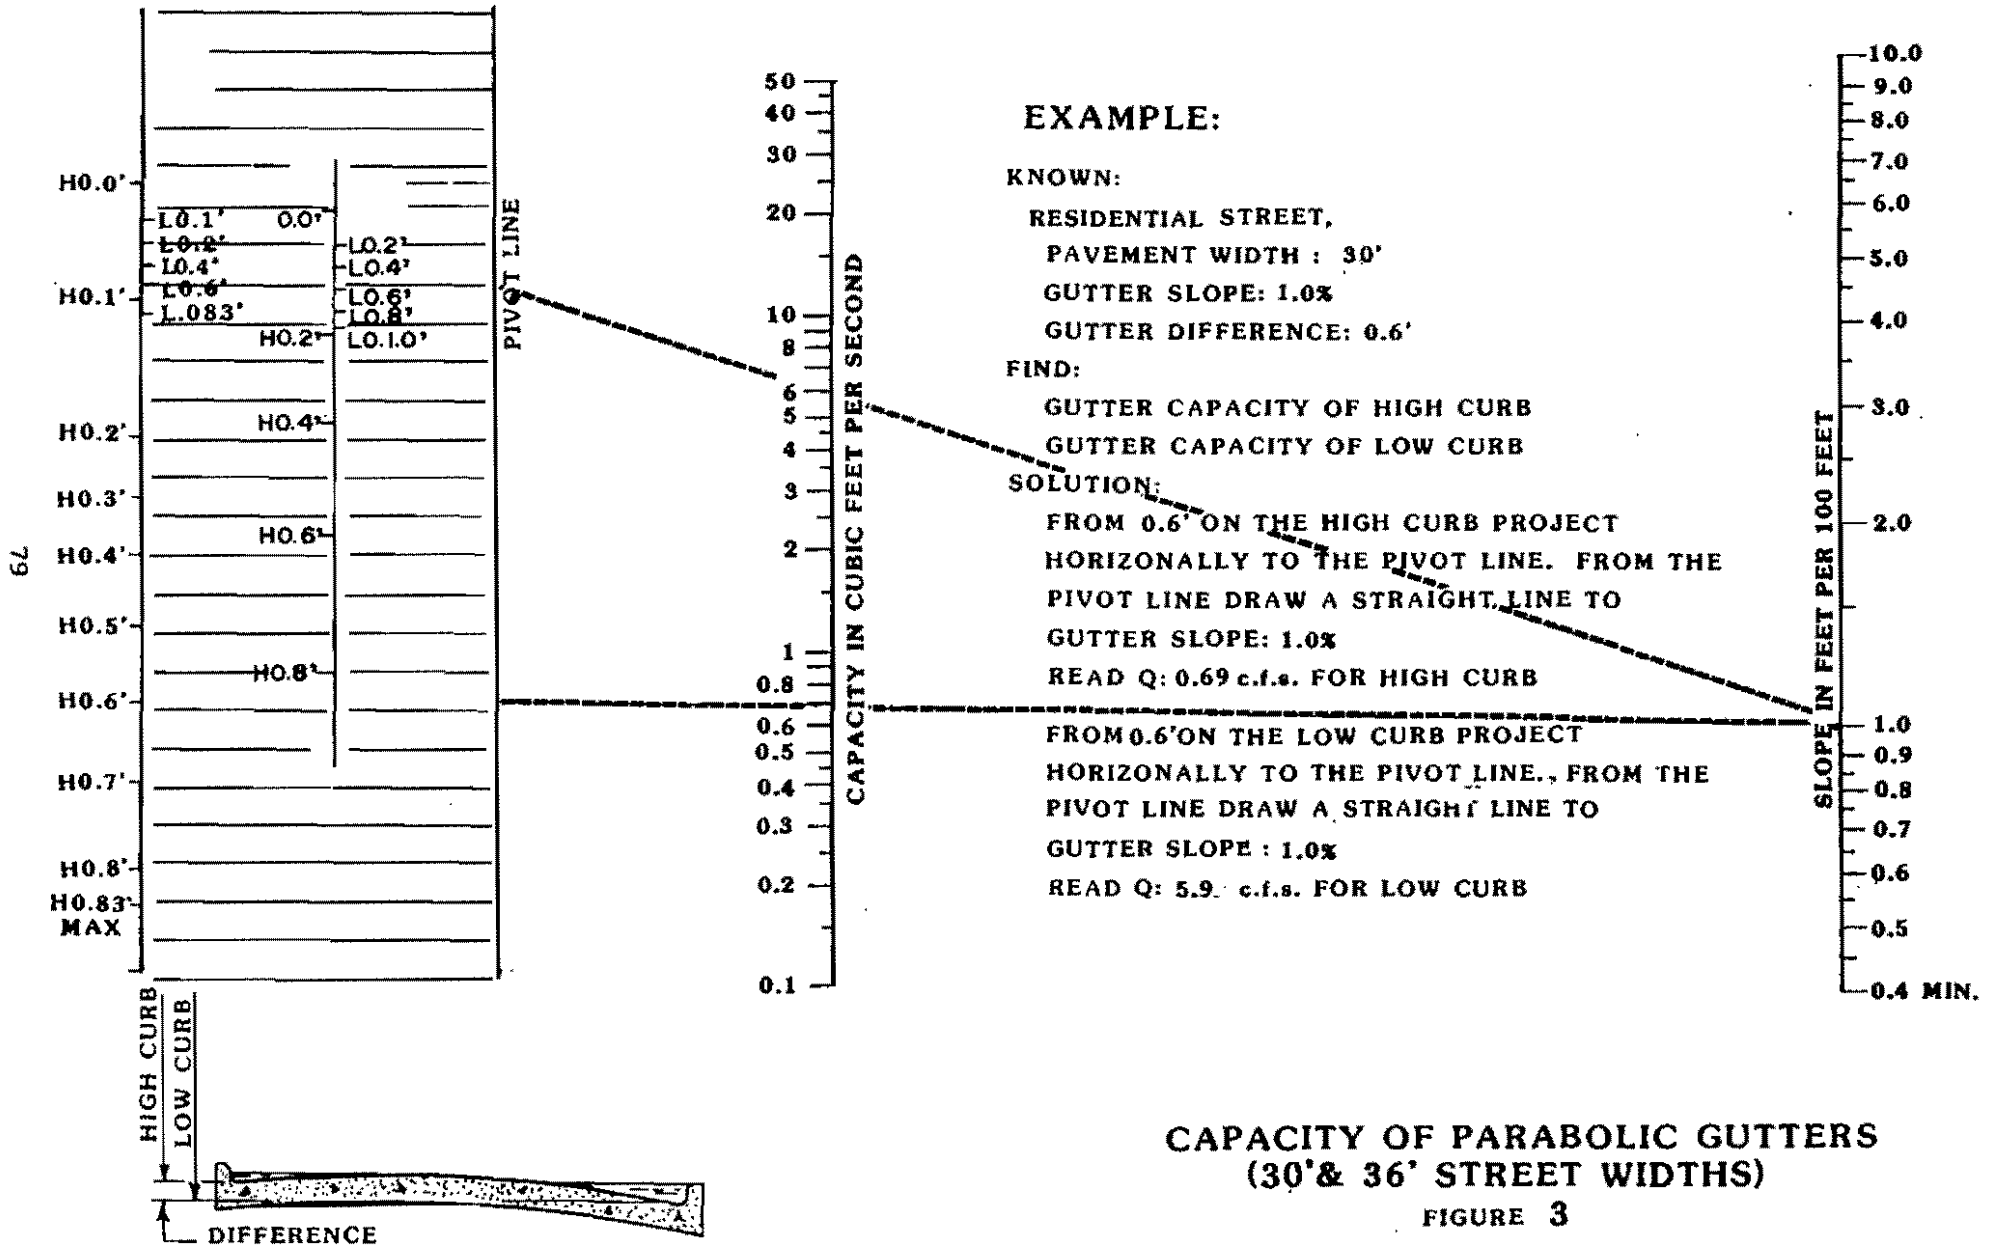 H0.0'
H0.1'
H0.2'
H0.3'
H0.4'
H0.5'
H0.6'
H0.7'
H0.8'
H0.83'
MAX
L0.1'
L0.2'
L0.4'
L0.6'
L.083'
0.0'
H0.2'
H0.4'
H0.6'
H0.8'
L0.2'
L0.4'
L0.6'
L0.8'
L0.1.0'
PIVOT LINE
50
40
30
20
10
8
6
5
4
3
2
1
0.8
0.6
0.5
0.4
0.3
0.2
0.1
CAPACITY IN CUBIC FEET PER SECOND
EXAMPLE:
KNOWN:
RESIDENTIAL STREET,
PAVEMENT WIDTH : 30'
GUTTER SLOPE: 1.0%
GUTTER DIFFERENCE: 0.6'
FIND:
GUTTER CAPACITY OF HIGH CURB
GUTTER CAPACITY OF LOW CURB
SOLUTION:
FROM 0.6' ON THE HIGH CURB PROJECT
HORIZONALLY TO THE PIVOT LINE. FROM THE
PIVOT LINE DRAW A STRAIGHT LINE TO
GUTTER SLOPE: 1.0%
READ Q: 0.69 c.f.s. FOR HIGH CURB
FROM 0.6' ON THE LOW CURB PROJECT
HORIZONALLY TO THE PIVOT LINE., FROM THE
PIVOT LINE DRAW A STRAIGHT LINE TO
GUTTER SLOPE : 1.0%
READ Q: 5.9 c.f.s. FOR LOW CURB
SLOPE IN FEET PER 100 FEET
10.0
9.0
8.0
7.0
6.0
5.0
4.0
3.0
2.0
1.0
0.9
0.8
0.7
0.6
0.5
0.4 MIN.
79
HIGH CURB
LOW CURB
DIFFERENCE
CAPACITY OF PARABOLIC GUTTERS
(30'& 36' STREET WIDTHS)
FIGURE 3